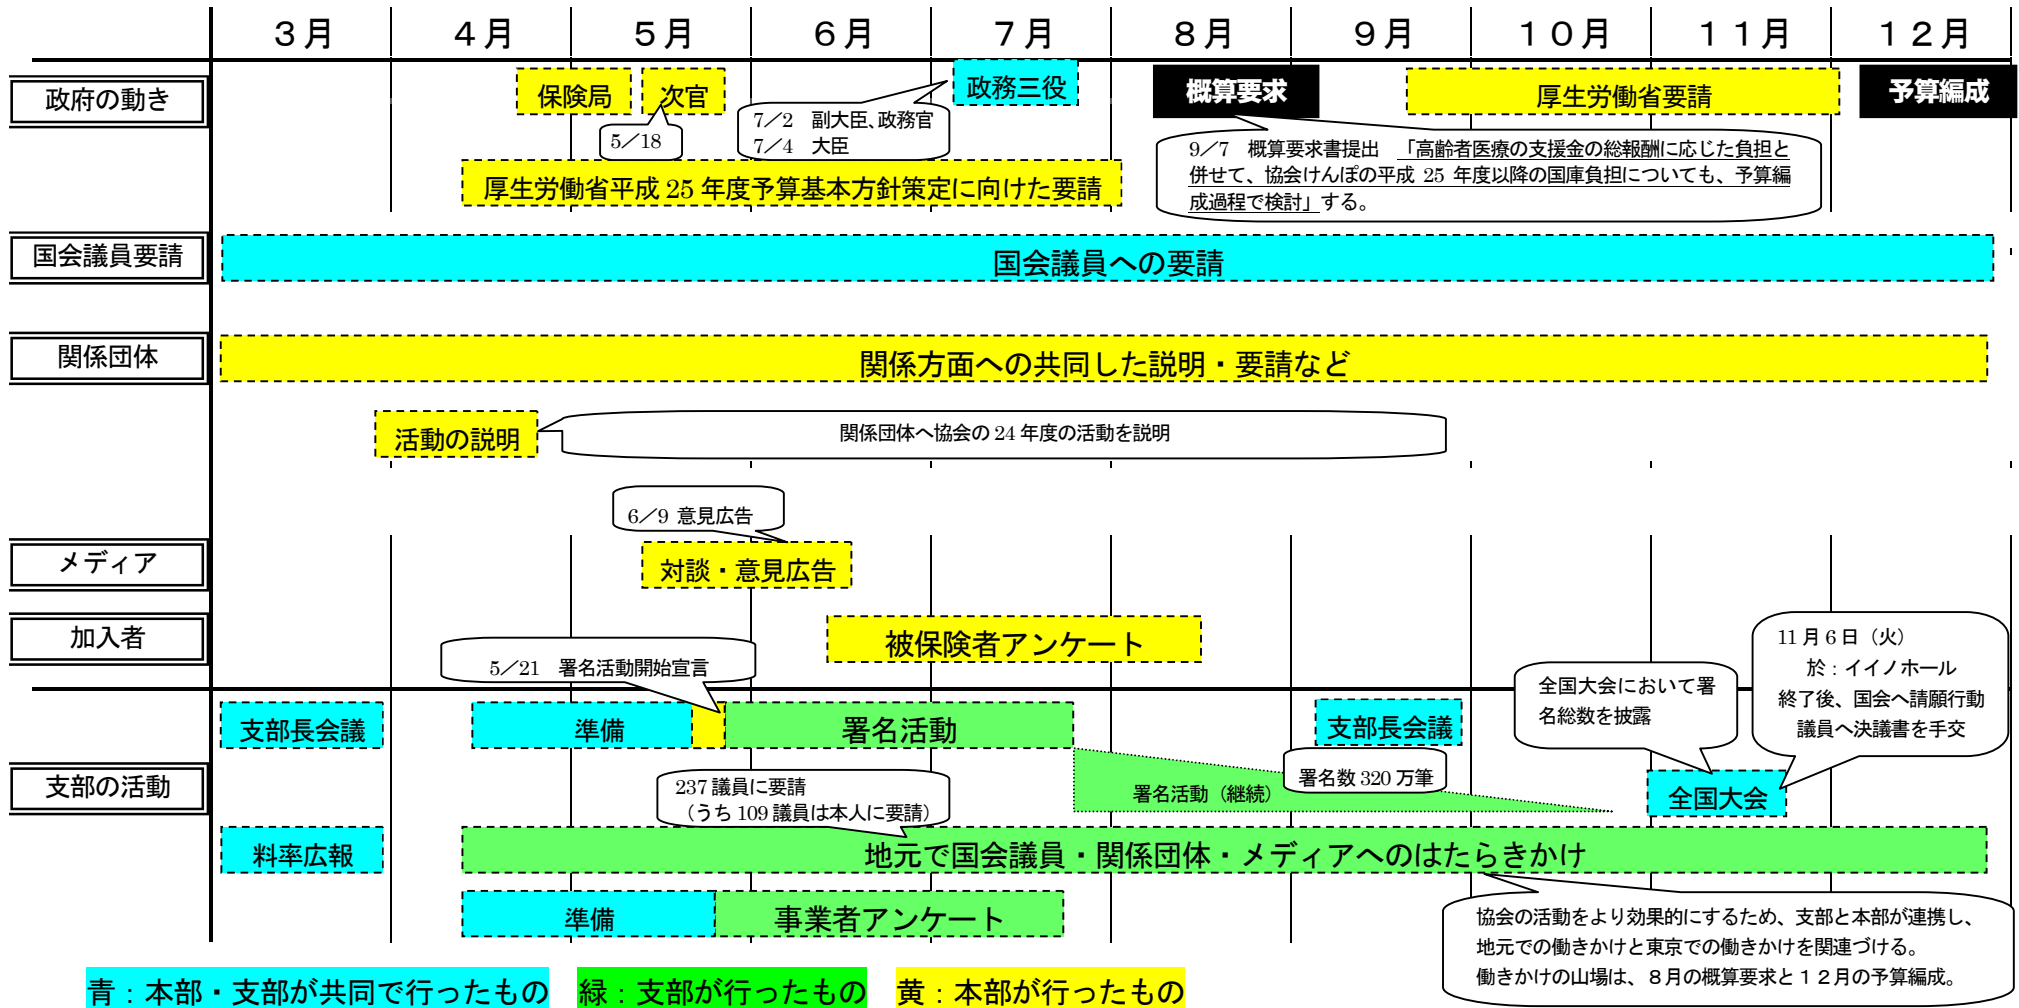 ３月 ４月 ５月 ６月 ７月 ８月 ９月 １０月 １１月 １２月
政府の動き
保険局
次官
5／18
政務三役
7／2　副大臣、政務官
7／4　大臣
概算要求
厚生労働省要請
予算編成
9／7　概算要求書提出　「高齢者医療の支援金の総報酬に応じた負担と
併せて、協会けんぽの平成 25 年度以降の国庫負担についても、予算編
成過程で検討」する。
厚生労働省平成 25 年度予算基本方針策定に向けた要請
国会議員要請
国会議員への要請
関係団体
関係方面への共同した説明・要請など
活動の説明
関係団体へ協会の 24 年度の活動を説明
6／9 意見広告
メディア
対談・意見広告
加入者
被保険者アンケート
5／21　署名活動開始宣言
11 月 6 日（火）
於：イイノホール
終了後、国会へ請願行動
議員へ決議書を手交
全国大会において署
名総数を披露
支部長会議
準備
署名活動
支部長会議
支部の活動
237 議員に要請
（うち 109 議員は本人に要請）
署名活動（継続）
署名数 320 万筆
全国大会
料率広報
地元で国会議員・関係団体・メディアへのはたらきかけ
準備
事業者アンケート
協会の活動をより効果的にするため、支部と本部が連携し、
地元での働きかけと東京での働きかけを関連づける。
働きかけの山場は、８月の概算要求と１２月の予算編成。
青：本部・支部が共同で行ったもの
緑：支部が行ったもの
黄：本部が行ったもの